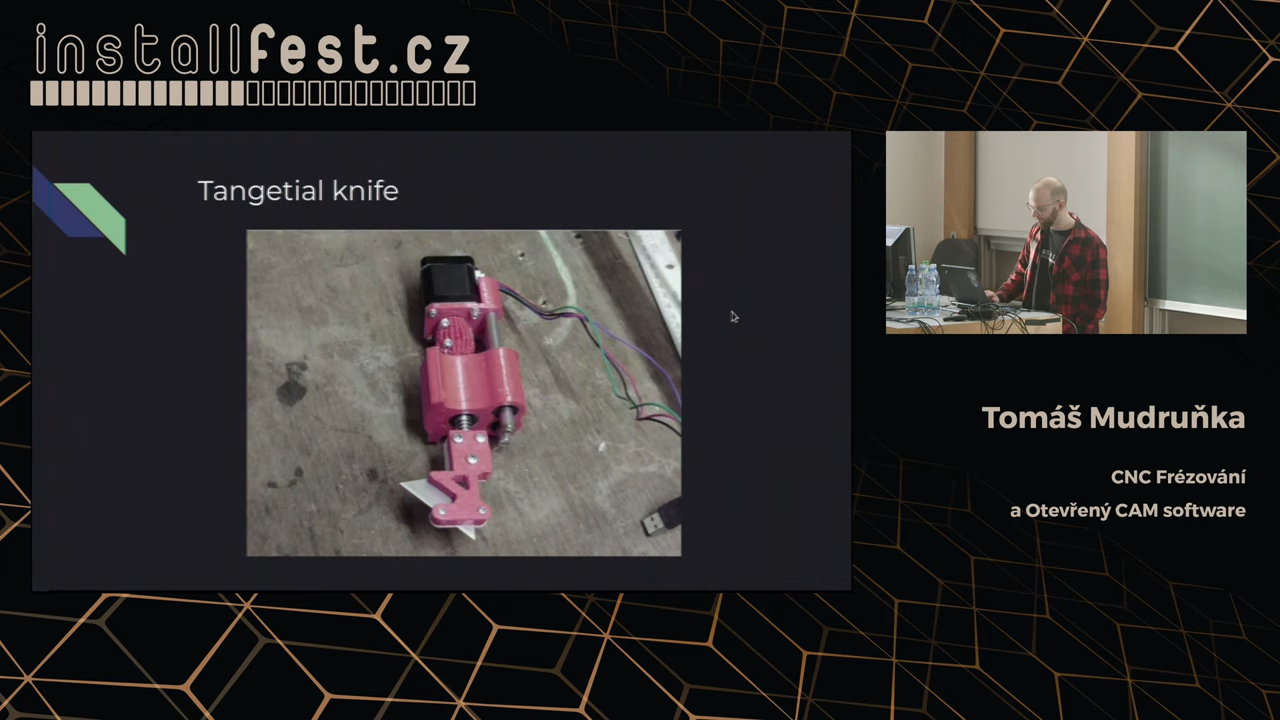 installfest.cz
Tangetial knife
Tomáš Mudruňka
CNC Frézování
a Otevřený CAM software